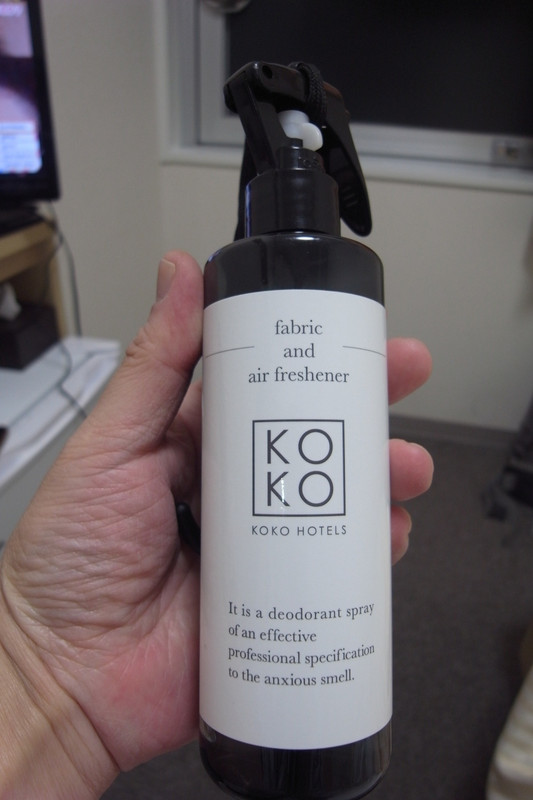 fabric
and
air freshener
KO
KO
KOKO HOTELS
It is a deodorant spray
of an effective
professional specification
to the anxious smell.